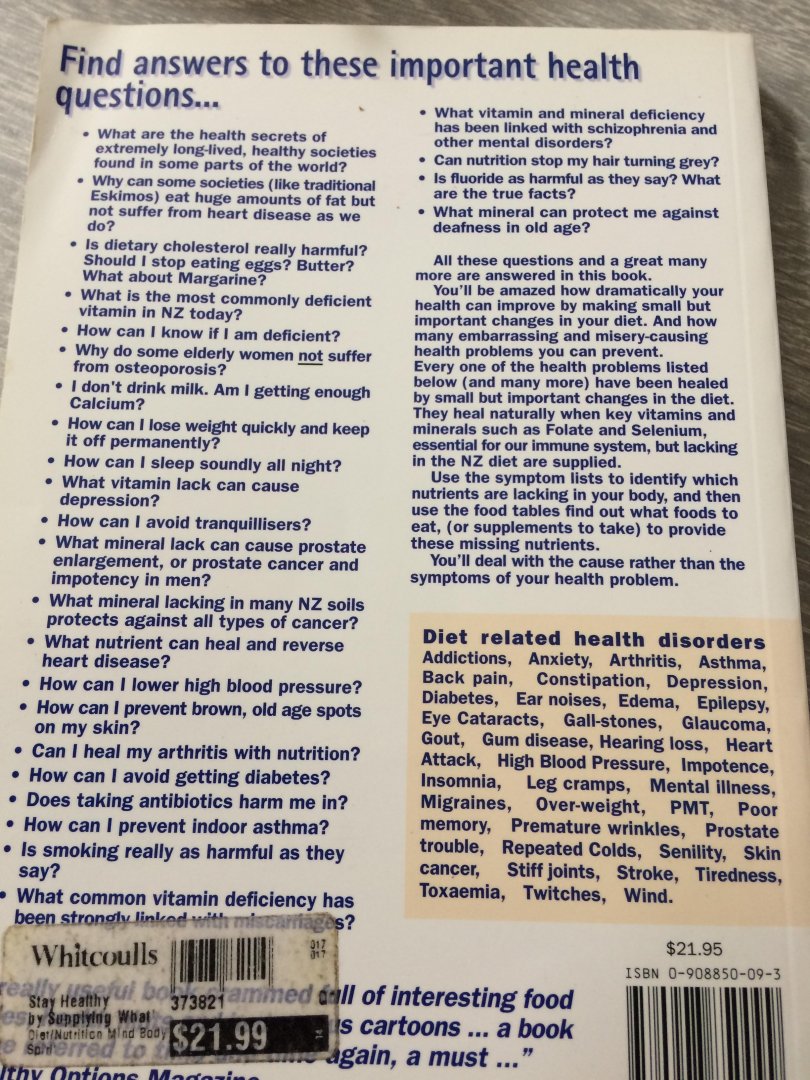 Find answers to these important health
questions...
• What are the health secrets of
extremely long-lived, healthy societies
found in some parts of the world?
• Why can some societies (like traditional
Eskimos) eat huge amounts of fat but
not suffer from heart disease as we
do?
• Is dietary cholesterol really harmful?
Should I stop eating eggs? Butter?
What about Margarine?
• What is the most commonly deficient
vitamin in NZ today?
• How can I know if I am deficient?
• Why do some elderly women not suffer
from osteoporosis?
• I don't drink milk. Am I getting enough
Calcium?
• How can I lose weight quickly and keep
it off permanently?
• How can I sleep soundly all night?
• What vitamin lack can cause
depression?
• How can I avoid tranquillisers?
• What mineral lack can cause prostate
enlargement, or prostate cancer and
impotency in men?
• What mineral lacking in many NZ soils
protects against all types of cancer?
• What nutrient can heal and reverse
heart disease?
• How can I lower high blood pressure?
• How can I prevent brown, old age spots
on my skin?
• Can I heal my arthritis with nutrition?
• How can I avoid getting diabetes?
• Does taking antibiotics harm me in?
• How can I prevent indoor asthma?
• Is smoking really as harmful as they
say?
• What common vitamin deficiency has
been strongly linked with miscarriages?
• What vitamin and mineral deficiency
has been linked with schizophrenia and
other mental disorders?
• Can nutrition stop my hair turning grey?
• Is fluoride as harmful as they say? What
are the true facts?
• What mineral can protect me against
deafness in old age?
All these questions and a great many
more are answered in this book.
You'll be amazed how dramatically your
health can improve by making small but
important changes in your diet. And how
many embarrassing and misery-causing
health problems you can prevent.
Every one of the health problems listed
below (and many more) have been healed
by small but important changes in the diet.
They heal naturally when key vitamins and
minerals such as Folate and Selenium,
essential for our immune system, but lacking
in the NZ diet are supplied.
Use the symptom lists to identify which
nutrients are lacking in your body, and then
use the food tables find out what foods to
eat, (or supplements to take) to provide
these missing nutrients.
You'll deal with the cause rather than the
symptoms of your health problem.
Diet related health disorders
Addictions, Anxiety, Arthritis, Asthma,
Back pain, Constipation, Depression,
Diabetes, Ear noises, Edema, Epilepsy,
Eye Cataracts, Gall-stones, Glaucoma,
Gout, Gum disease, Hearing loss, Heart
Attack, High Blood Pressure, Impotence,
Insomnia, Leg cramps, Mental illness,
Migraines, Over-weight, PMT, Poor
memory, Premature wrinkles, Prostate
trouble, Repeated Colds, Senility, Skin
cancer, Stiff joints, Stroke, Tiredness,
Toxaemia, Twitches, Wind.
$21.95
ISBN 0-908850-09-3
Whitcoulls
017
017
Stay Healthy 373821
by Supplying What
Diet/Nutrition Mind Body
Spirit
$21.99
14
really useful book crammed full of interesting food
cartoons ... a book
referred to time again, a must ..."
Options Magazine